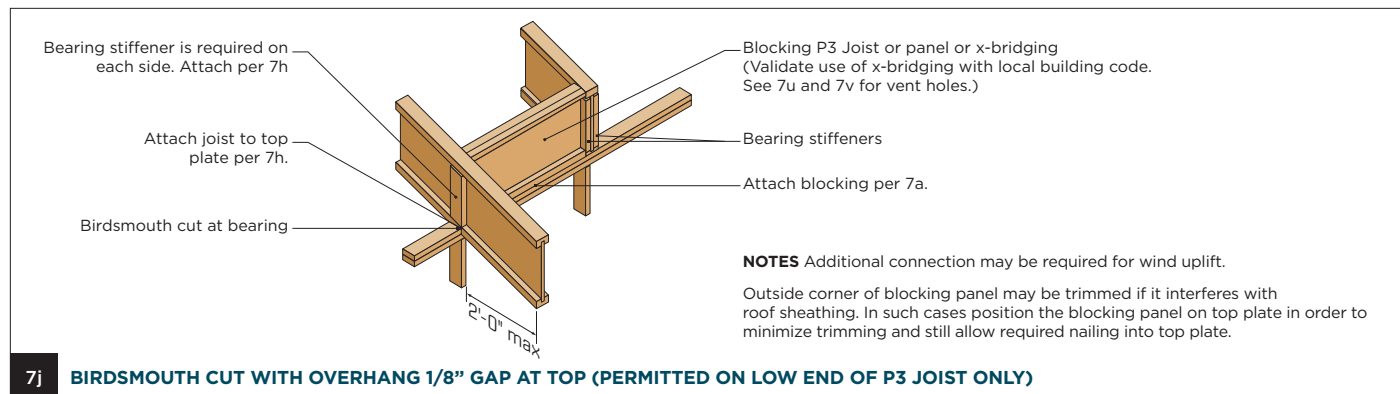 Bearing stiffener is required on
each side. Attach per 7h
Attach joist to top
plate per 7h.
Birdsmouth cut at bearing
2'-0" max
Blocking P3 Joist or panel or x-bridging
(Validate use of x-bridging with local building code.
See 7u and 7v for vent holes.)
Bearing stiffeners
Attach blocking per 7a.
NOTES Additional connection may be required for wind uplift.
Outside corner of blocking panel may be trimmed if it interferes with
roof sheathing. In such cases position the blocking panel on top plate in order to
minimize trimming and still allow required nailing into top plate.
7j BIRDSMOUTH CUT WITH OVERHANG 1/8” GAP AT TOP (PERMITTED ON LOW END OF P3 JOIST ONLY)